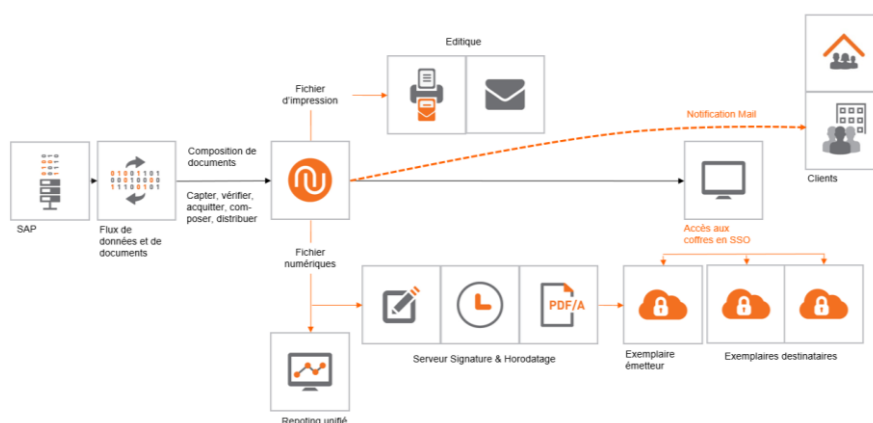 Editique
Fichier
d'impression
Notification Mail
Composition de
documents
Capter, vérifier,
acquitter, com-
poser, distribuer
SAP
Flux de
données et de
documents
Clients
Accès aux
coffres en SSO
Fichier
numériques
PDF/A
Serveur Signature & Horodatage
Exemplaire
émetteur
Exemplaires destinataires
Repoting unifié